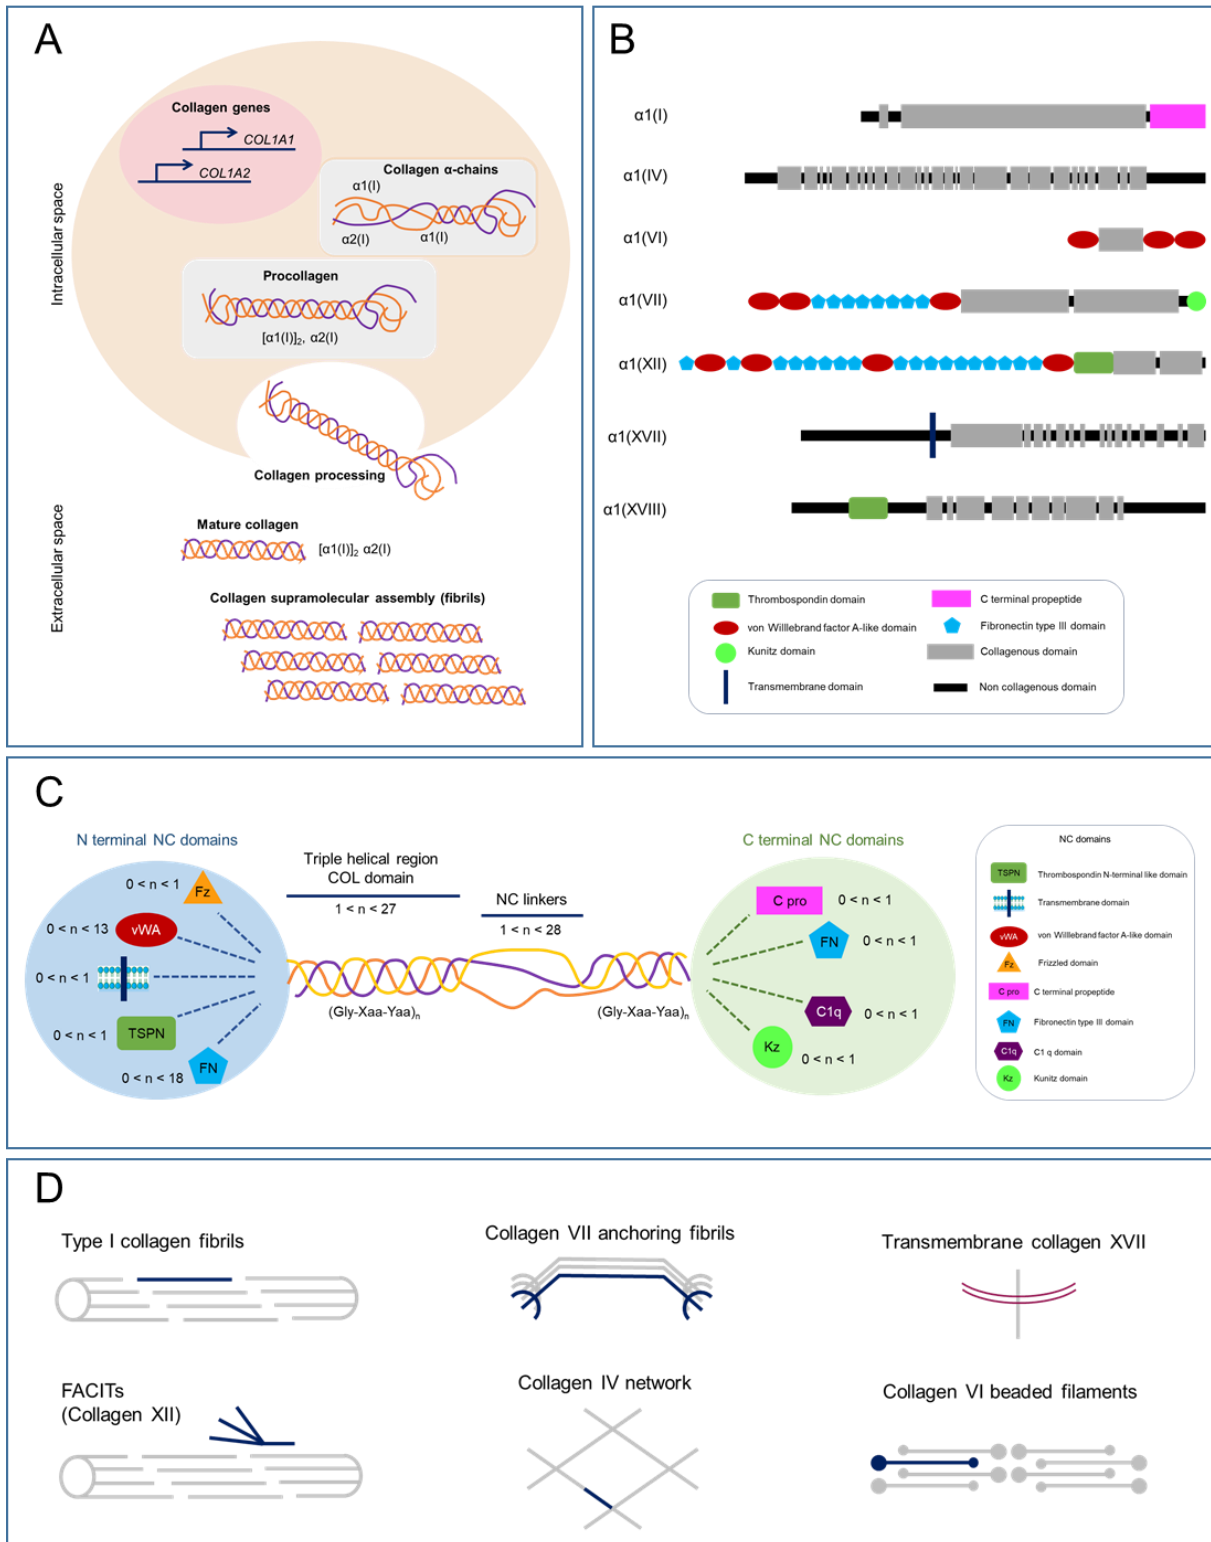 A
Collagen genes
COL1A1
COL1A2
Collagen α-chains
α1(I)
α2(I)
α1(I)
Procollagen
[α1(I)]2, α2(I)
Collagen processing
Mature collagen
[α1(I)]2 α2(I)
Collagen supramolecular assembly (fibrils)
Intracellular space
Extracellular space
B
α1(I)
α1(IV)
α1(VI)
α1(VII)
α1(XII)
α1(XVII)
α1(XVIII)
Thrombospondin domain
von Willlebrand factor A-like domain
Kunitz domain
Transmembrane domain
C terminal propeptide
Fibronectin type III domain
Collagenous domain
Non collagenous domain
C
N terminal NC domains
0 < n < 1
Fz
0 < n < 13
vWA
0 < n < 1
0 < n < 1
TSPN
0 < n < 18
FN
Triple helical region
COL domain
1 < n < 27
NC linkers
1 < n < 28
(Gly-Xaa-Yaa)n
(Gly-Xaa-Yaa)n
C terminal NC domains
C pro
0 < n < 1
FN
0 < n < 1
C1q
0 < n < 1
Kz
0 < n < 1
NC domains
TSPN
Thrombospondin N-terminal like domain
Transmembrane domain
vWA
von Willlebrand factor A-like domain
Fz
Frizzled domain
C pro
C terminal propeptide
FN
Fibronectin type III domain
C1q
C1 q domain
Kz
Kunitz domain
D
Type I collagen fibrils
Collagen VII anchoring fibrils
Transmembrane collagen XVII
FACITs
(Collagen XII)
Collagen IV network
Collagen VI beaded filaments